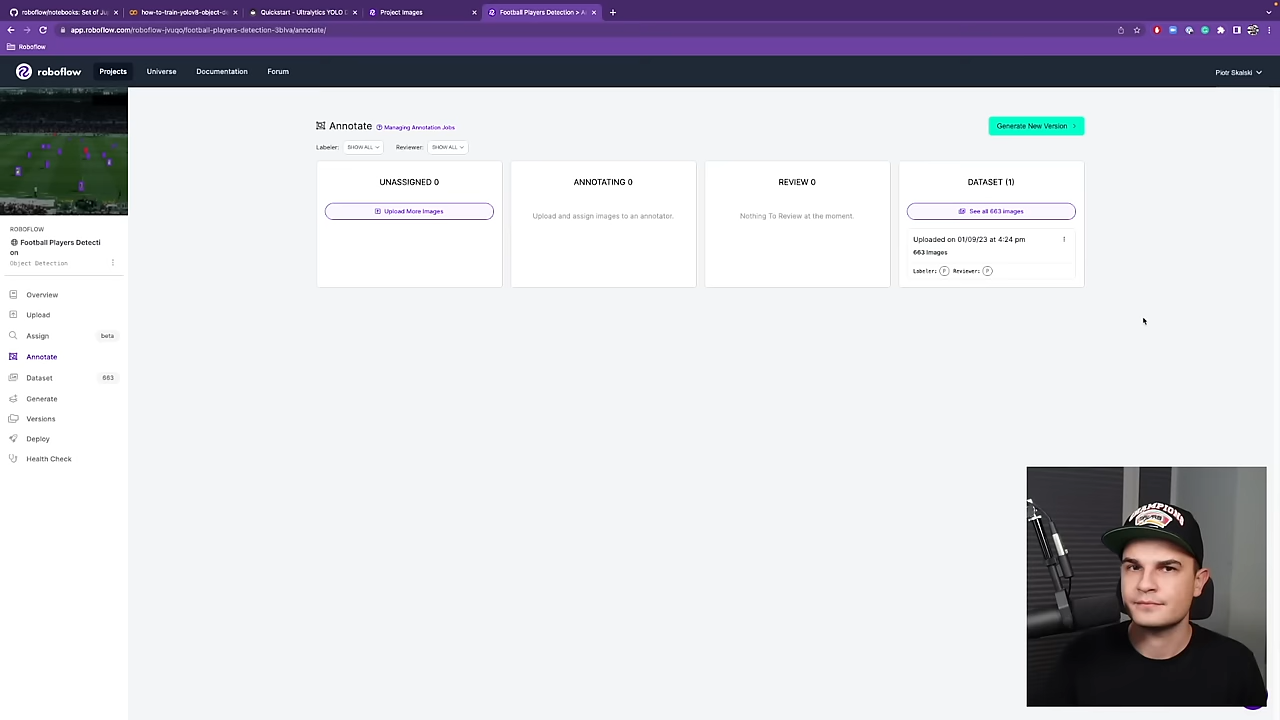 roboflow/notebooks: Set of Ju
how-to-train-yolov8-object-d
Quickstart - Ultralytics YOLO D
Project Images
Football Players Detection > A
app.roboflow.com/roboflow-jvuqo/football-players-detection-3blva/annotate/
Roboflow
roboflow
Projects
Universe
Documentation
Forum
Piotr Skalski
Annotate
Managing Annotation Jobs
Generate New Version
Labeler:
SHOW ALL
Reviewer:
SHOW ALL
UNASSIGNED 0
Upload More Images
ANNOTATING 0
Upload and assign images to an annotator.
REVIEW 0
Nothing To Review at the moment.
DATASET (1)
See all 663 images
Uploaded on 01/09/23 at 4:24 pm
663 Images
Labeler: P Reviewer: P
ROBOFLOW
Football Players Detecti
on
Object Detection
Overview
Upload
Assign
beta
Annotate
Dataset
663
Generate
Versions
Deploy
Health Check
CHAMPIONS